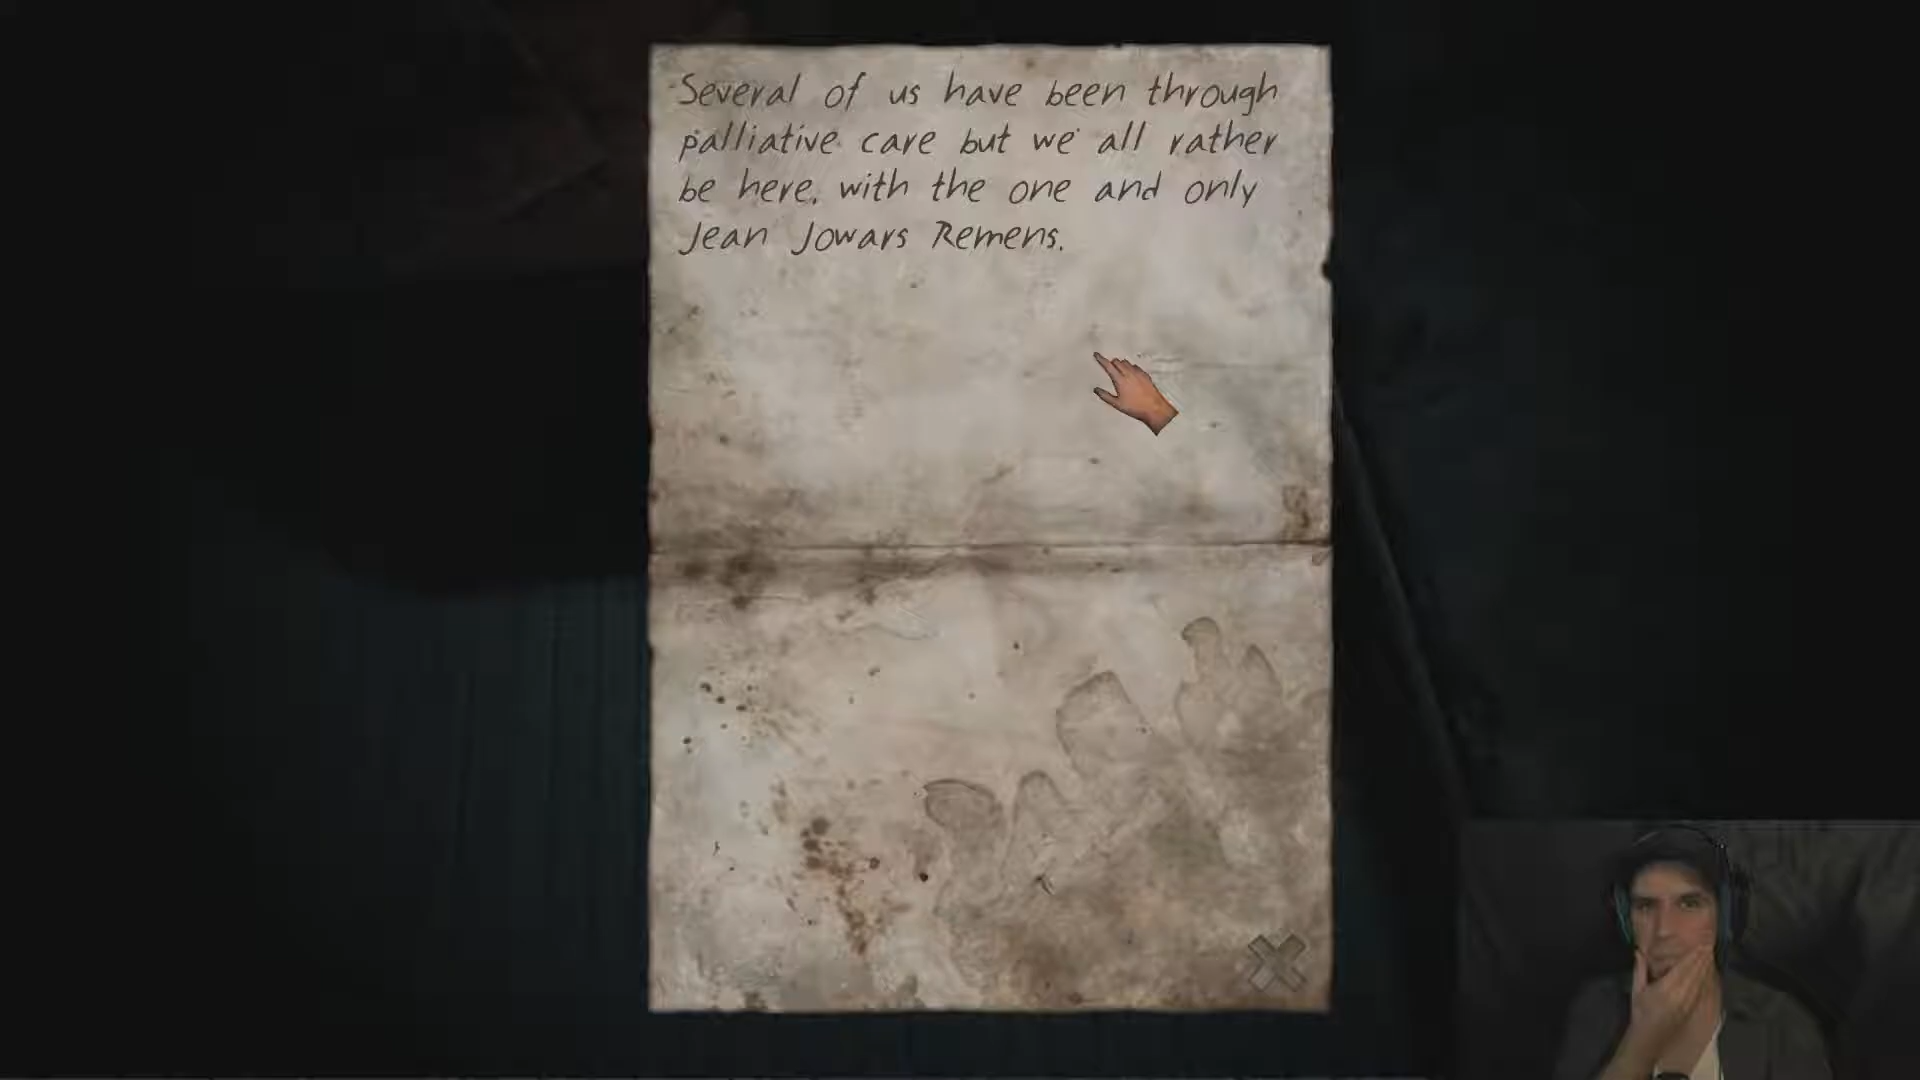 Several of us have been through
palliative care but we all rather
be here, with the one and only
Jean Jowars Remens.